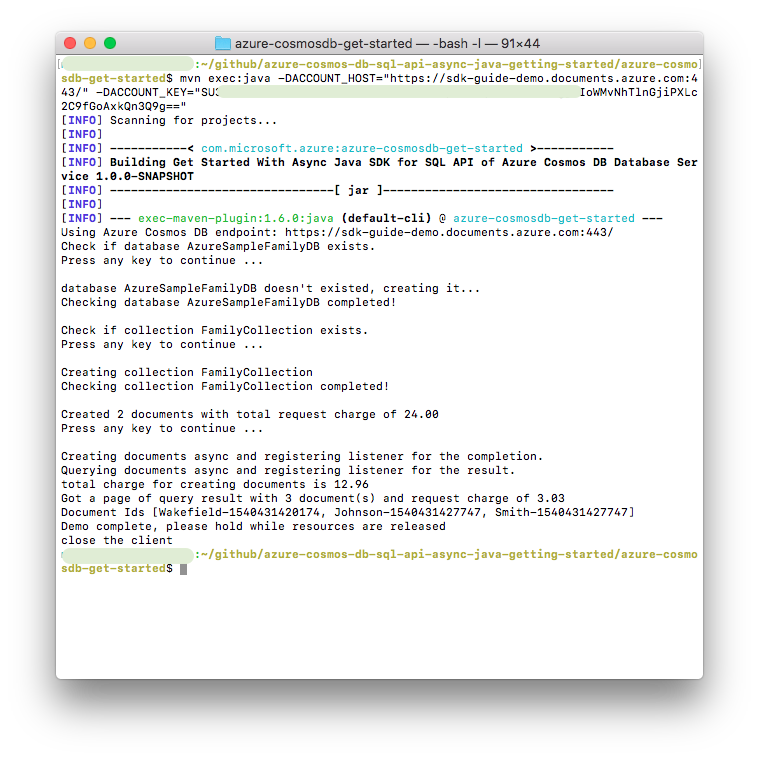 azure-cosmosdb-get-started — -bash -l — 91×44
:~/github/azure-cosmos-db-sql-api-async-java-getting-started/azure-cosmo
sdb-get-started$ mvn exec:java -DACCOUNT_HOST="https://sdk-guide-demo.documents.azure.com:4
43/" -DACCOUNT_KEY="SU IoWMvNhTlnGjiPXLc
2C9fGoAxkQn3Q9g=="
[INFO] Scanning for projects...
[INFO]
[INFO] -----------< com.microsoft.azure:azure-cosmosdb-get-started >-----------
[INFO] Building Get Started With Async Java SDK for SQL API of Azure Cosmos DB Database Ser
vice 1.0.0-SNAPSHOT
[INFO] --------------------------------[ jar ]---------------------------------
[INFO]
[INFO] --- exec-maven-plugin:1.6.0:java (default-cli) @ azure-cosmosdb-get-started ---
Using Azure Cosmos DB endpoint: https://sdk-guide-demo.documents.azure.com:443/
Check if database AzureSampleFamilyDB exists.
Press any key to continue ...
database AzureSampleFamilyDB doesn't existed, creating it...
Checking database AzureSampleFamilyDB completed!
Check if collection FamilyCollection exists.
Press any key to continue ...
Creating collection FamilyCollection
Checking collection FamilyCollection completed!
Created 2 documents with total request charge of 24.00
Press any key to continue ...
Creating documents async and registering listener for the completion.
Querying documents async and registering listener for the result.
total charge for creating documents is 12.96
Got a page of query result with 3 document(s) and request charge of 3.03
Document Ids [Wakefield-1540431420174, Johnson-1540431427747, Smith-1540431427747]
Demo complete, please hold while resources are released
close the client
:~/github/azure-cosmos-db-sql-api-async-java-getting-started/azure-cosmo
sdb-get-started$